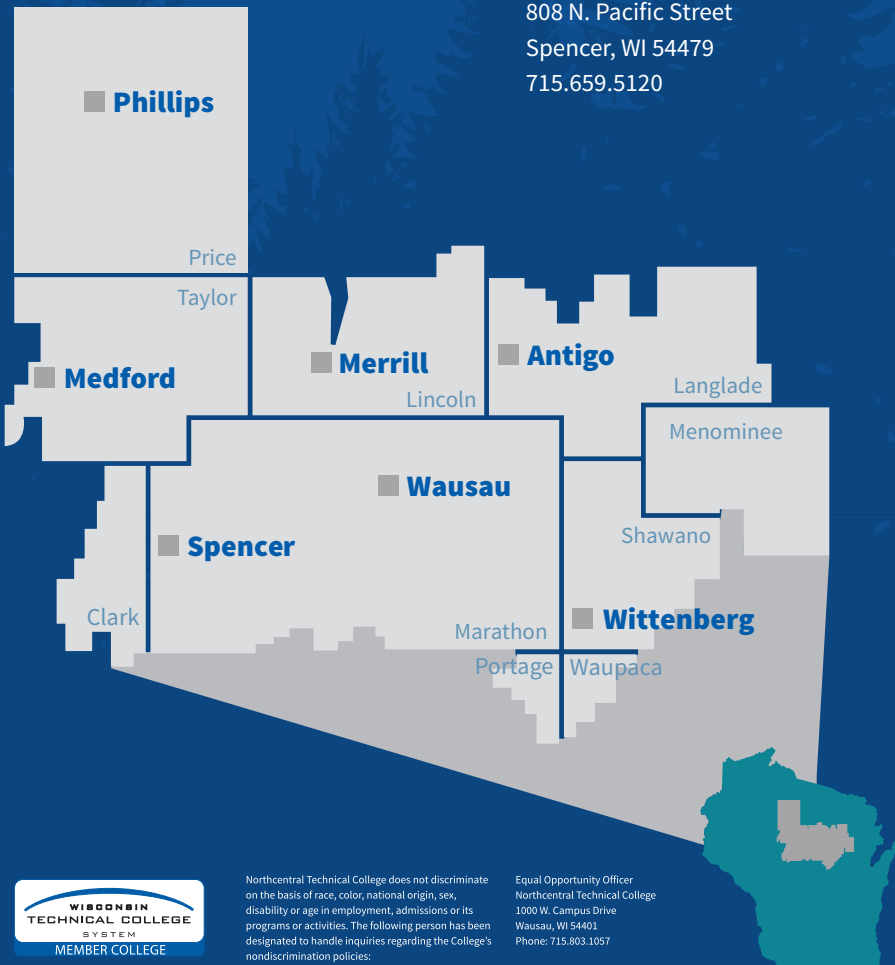 808 N. Pacific Street
Spencer, WI 54479
715.659.5120
Phillips
Price
Taylor
Medford
Merrill
Lincoln
Antigo
Langlade
Menominee
Wausau
Spencer
Shawano
Clark
Wittenberg
Marathon
Portage
Waupaca
WISCONSIN
TECHNICAL COLLEGE
SYSTEM
MEMBER COLLEGE
Northcentral Technical College does not discriminate
on the basis of race, color, national origin, sex,
disability or age in employment, admissions or its
programs or activities. The following person has been
designated to handle inquiries regarding the College's
nondiscrimination policies:
Equal Opportunity Officer
Northcentral Technical College
1000 W. Campus Drive
Wausau, WI 54401
Phone: 715.803.1057